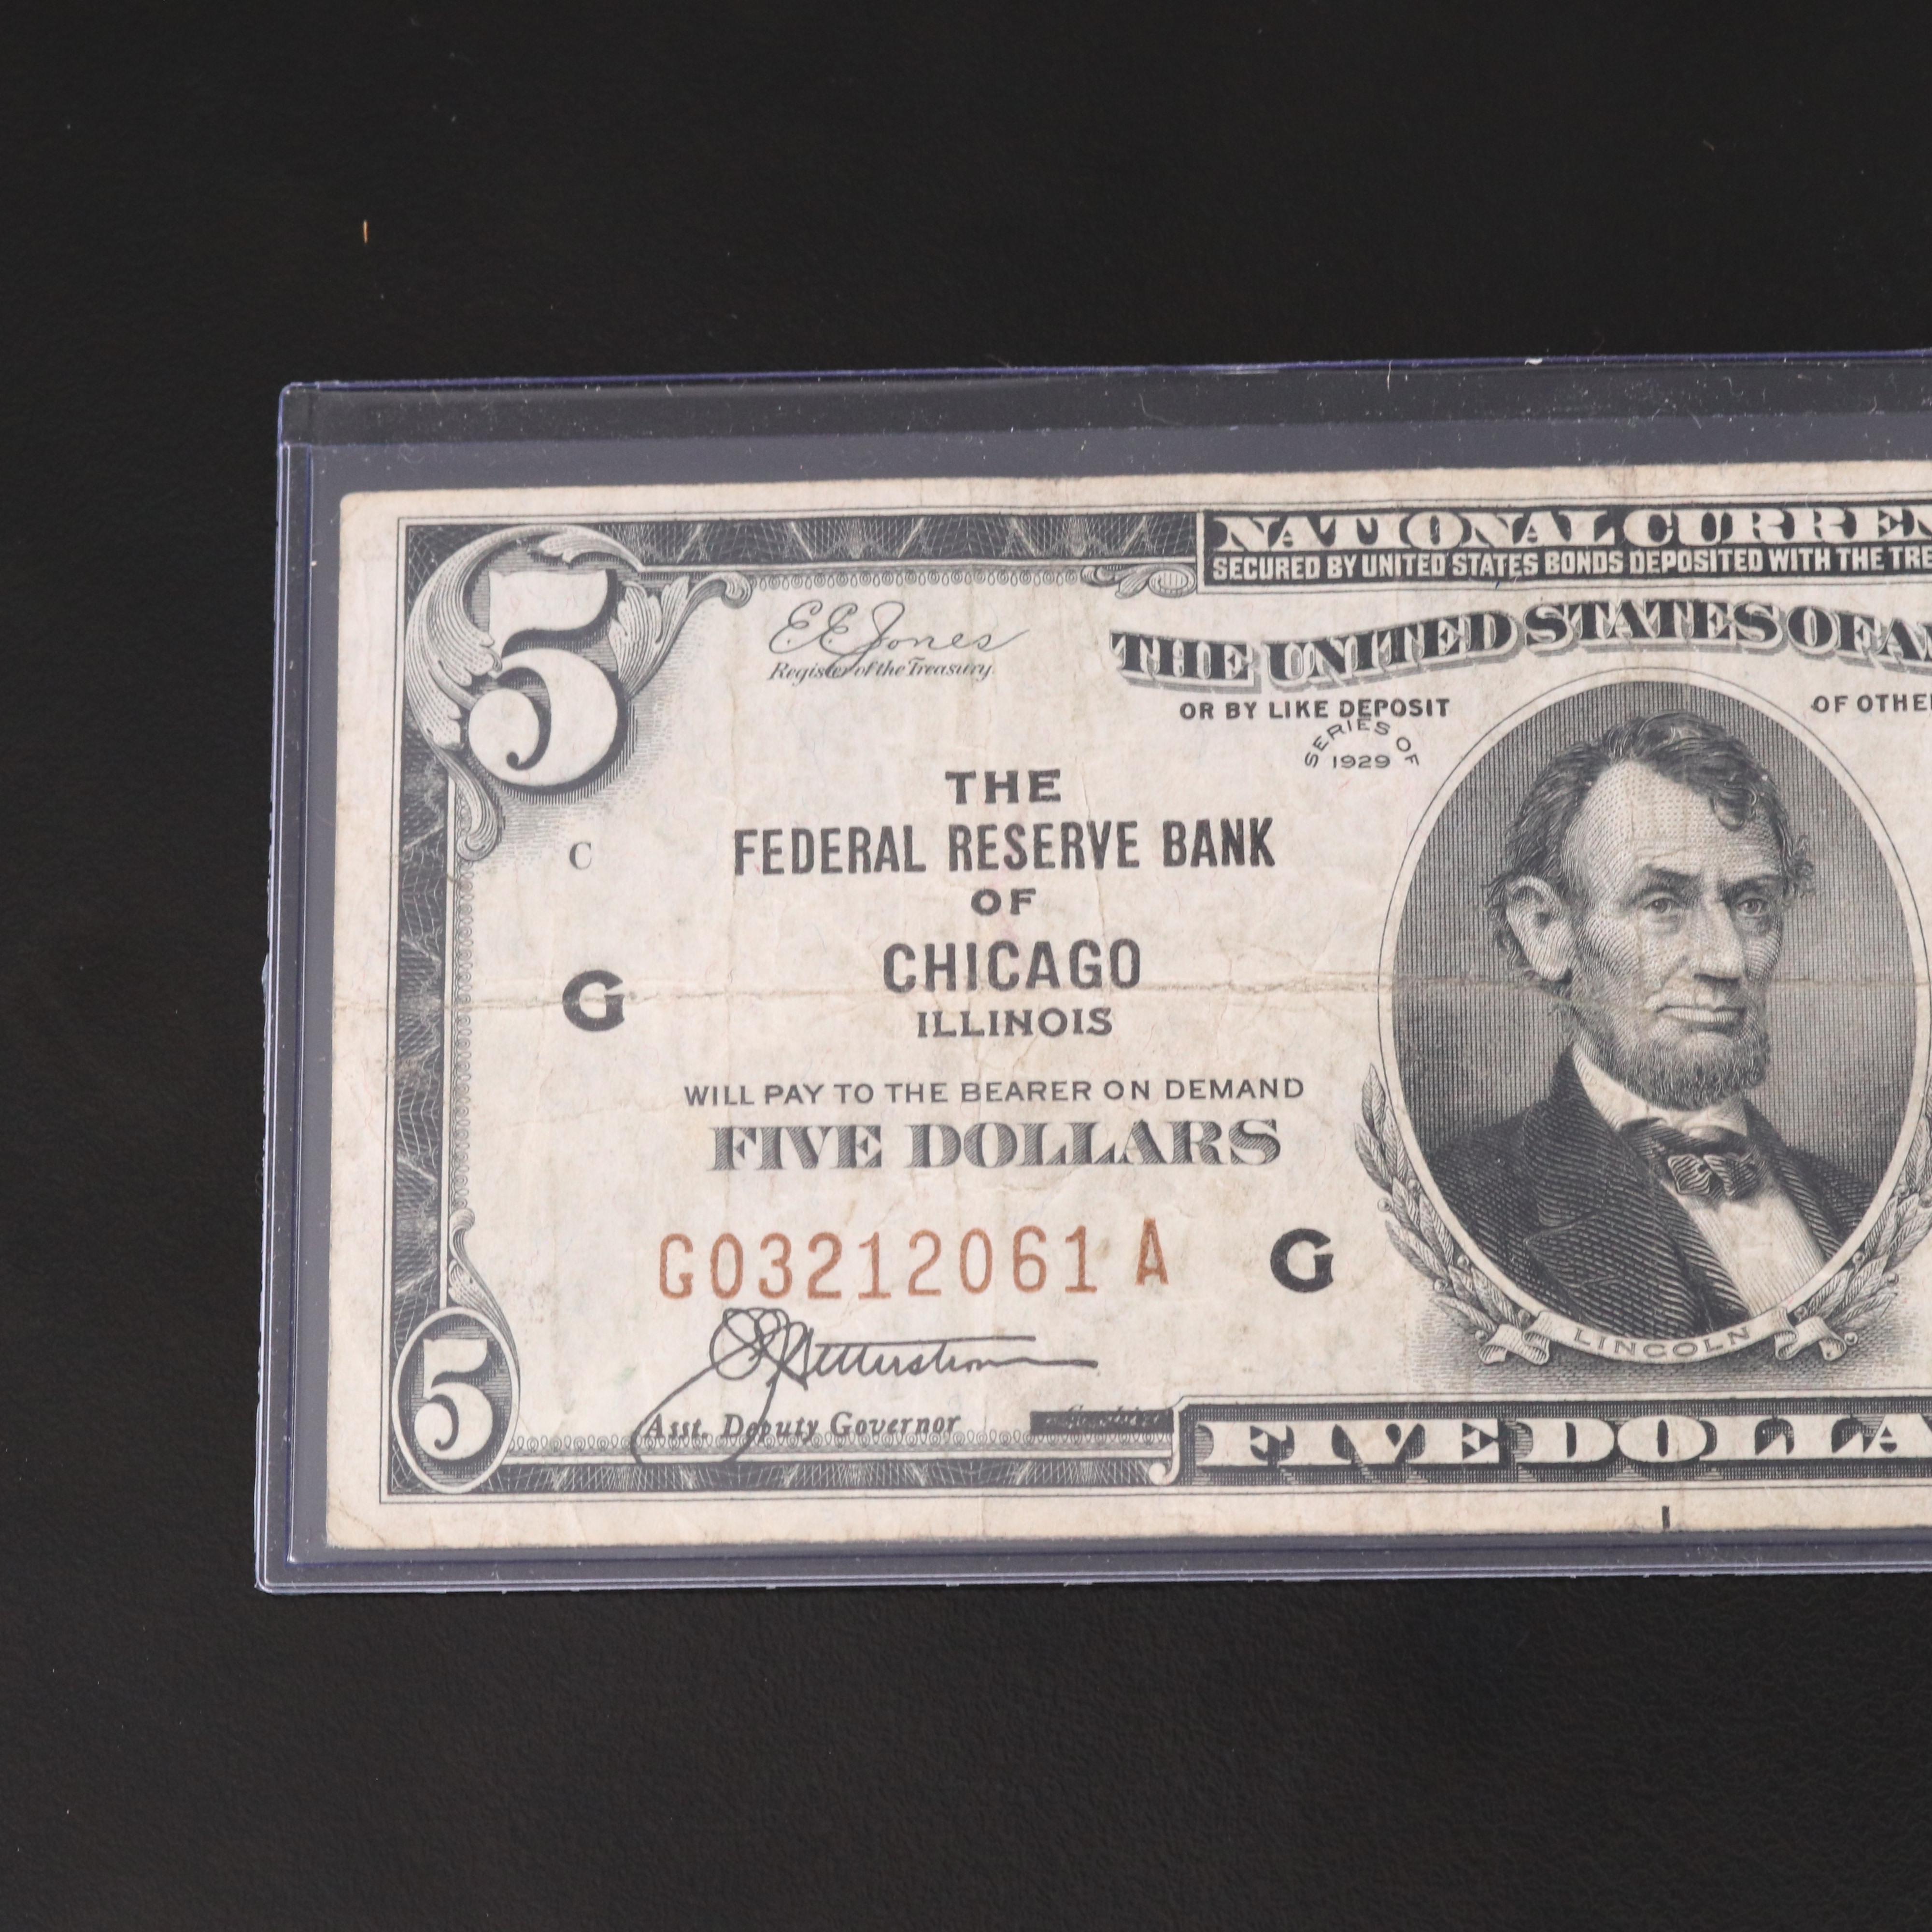 5
NATIONAL CURREN
SECURED BY UNITED STATES BONDS DEPOSITED WITH THE TRE
E.E. Jones
Register of the Treasury.
THE UNITED STATES OF A
OR BY LIKE DEPOSIT
OF OTHE
SERIES OF
1929
THE
FEDERAL RESERVE BANK
C
OF
CHICAGO
G
ILLINOIS
WILL PAY TO THE BEARER ON DEMAND
FIVE DOLLARS
G03212061A
G
LINCOLN
5
Asst. Deputy Governor
FIVE DOLLA